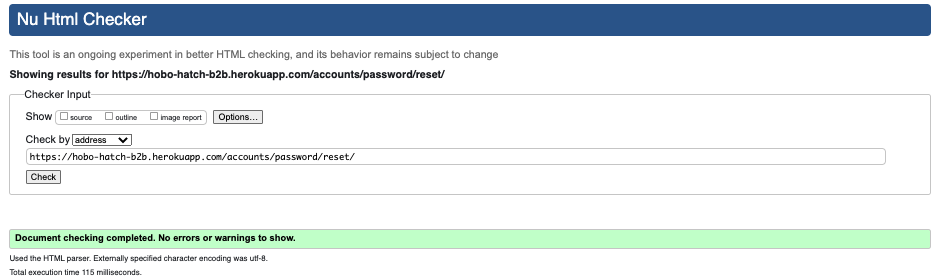 Nu Html Checker
This tool is an ongoing experiment in better HTML checking, and its behavior remains subject to change
Showing results for https://hobo-hatch-b2b.herokuapp.com/accounts/password/reset/
Checker Input
Show source outline image report Options...
Check by address
https://hobo-hatch-b2b.herokuapp.com/accounts/password/reset/
Check
Document checking completed. No errors or warnings to show.
Used the HTML parser. Externally specified character encoding was utf-8.
Total execution time 115 milliseconds.